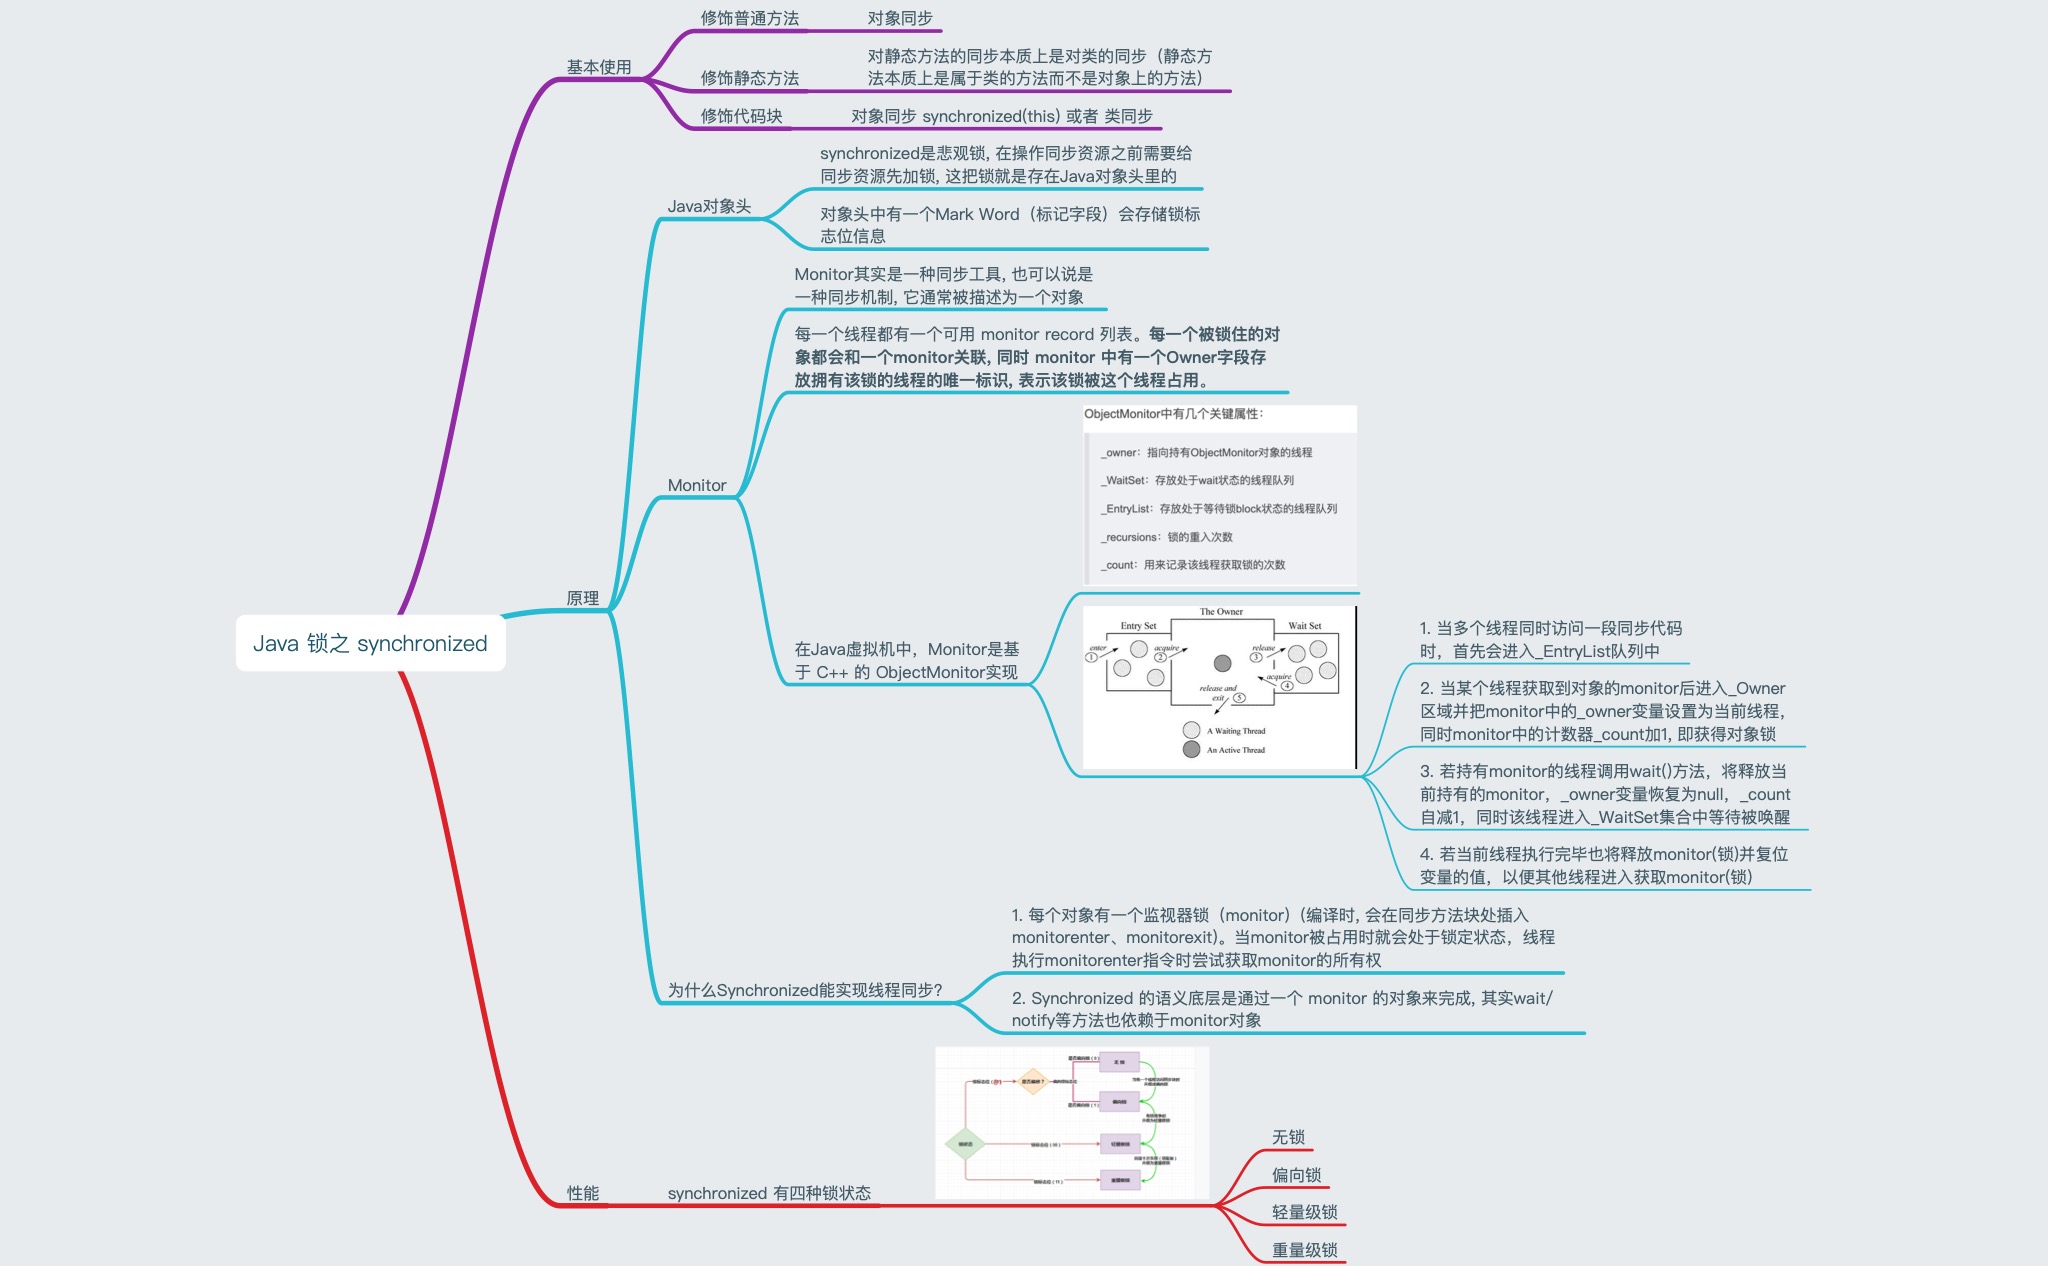 修饰普通方法
对象同步
基本使用
修饰静态方法
对静态方法的同步本质上是对类的同步（静态方
法本质上是属于类的方法而不是对象上的方法）
修饰代码块
对象同步 synchronized(this) 或者 类同步
Java对象头
synchronized是悲观锁, 在操作同步资源之前需要给
同步资源先加锁, 这把锁就是存在Java对象头里的
对象头中有一个Mark Word（标记字段）会存储锁标
志位信息
Monitor其实是一种同步工具, 也可以说是
一种同步机制, 它通常被描述为一个对象
每一个线程都有一个可用 monitor record 列表。每一个被锁住的对
象都会和一个monitor关联, 同时 monitor 中有一个Owner字段存
放拥有该锁的线程的唯一标识, 表示该锁被这个线程占用。
Monitor
ObjectMonitor中有几个关键属性：
_owner：指向持有ObjectMonitor对象的线程
_WaitSet：存放处于wait状态的线程队列
_EntryList：存放处于等待锁block状态的线程队列
_recursions：锁的重入次数
_count：用来记录该线程获取锁的次数
原理
Java 锁之 synchronized
在Java虚拟机中，Monitor是基
于 C++ 的 ObjectMonitor实现
The Owner
Entry Set
Wait Set
enter
1
acquire
2
release
3
acquire
4
release and
exit
5
A Waiting Thread
An Active Thread
1. 当多个线程同时访问一段同步代码
时，首先会进入_EntryList队列中
2. 当某个线程获取到对象的monitor后进入_Owner
区域并把monitor中的_owner变量设置为当前线程，
同时monitor中的计数器_count加1, 即获得对象锁
3. 若持有monitor的线程调用wait()方法，将释放当
前持有的monitor，_owner变量恢复为null，_count
自减1，同时该线程进入_WaitSet集合中等待被唤醒
4. 若当前线程执行完毕也将释放monitor(锁)并复位
变量的值，以便其他线程进入获取monitor(锁)
为什么Synchronized能实现线程同步？
1. 每个对象有一个监视器锁（monitor）(编译时, 会在同步方法块处插入
monitorenter、monitorexit)。当monitor被占用时就会处于锁定状态，线程
执行monitorenter指令时尝试获取monitor的所有权
2. Synchronized 的语义底层是通过一个 monitor 的对象来完成, 其实wait/
notify等方法也依赖于monitor对象
性能
synchronized 有四种锁状态
无锁
偏向锁
轻量级锁
重量级锁